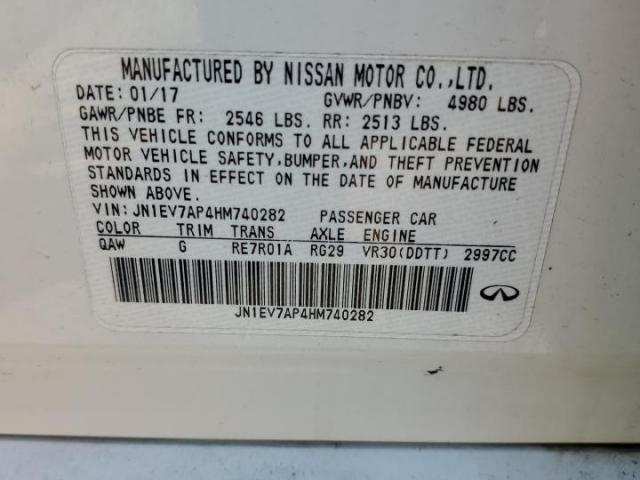 MANUFACTURED BY NISSAN MOTOR CO.,LTD.
DATE: 01/17 GVWR/PNBV: 4980 LBS.
GAWR/PNBE FR: 2546 LBS. RR: 2513 LBS.
THIS VEHICLE CONFORMS TO ALL APPLICABLE FEDERAL
MOTOR VEHICLE SAFETY,BUMPER,AND THEFT PREVENTION
STANDARDS IN EFFECT ON THE DATE OF MANUFACTURE
SHOWN ABOVE.
VIN:JN1EV7AP4HM740282 PASSENGER CAR
COLOR TRIM TRANS AXLE ENGINE
QAW G RE7R01A RG29 VR30(DDTT) 2997CC
JN1EV7AP4HM740282